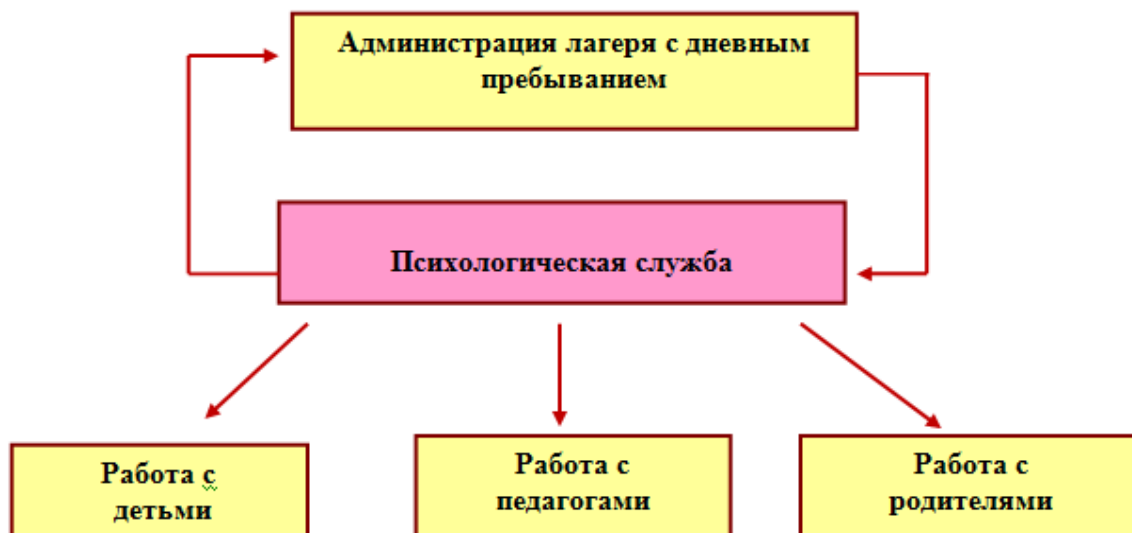 Администрация лагеря с дневным
пребыванием
Психологическая служба
Работа с
детьми
Работа с
педагогами
Работа с
родителями